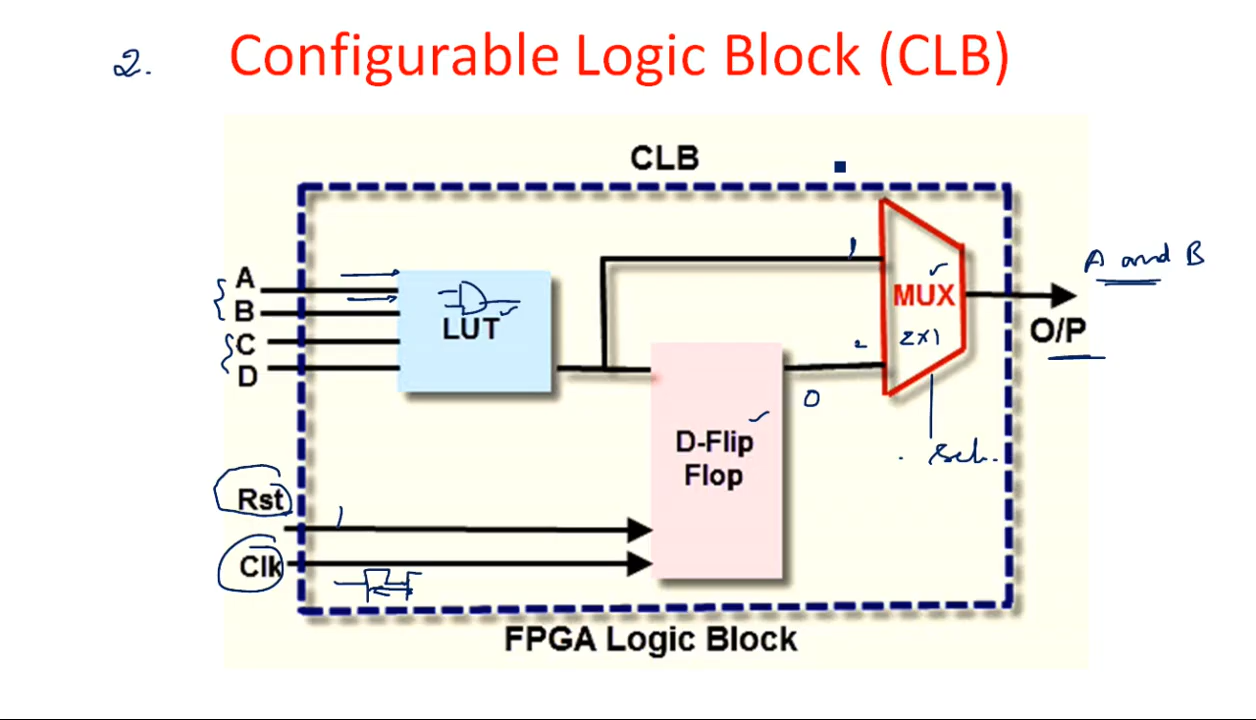 2. Configurable Logic Block (CLB)
CLB
A
B
C
D
LUT
1
2
MUX
2x1
A and B
O/P
0
D-Flip
Flop
Sel.
Rst
1
Clk
FPGA Logic Block